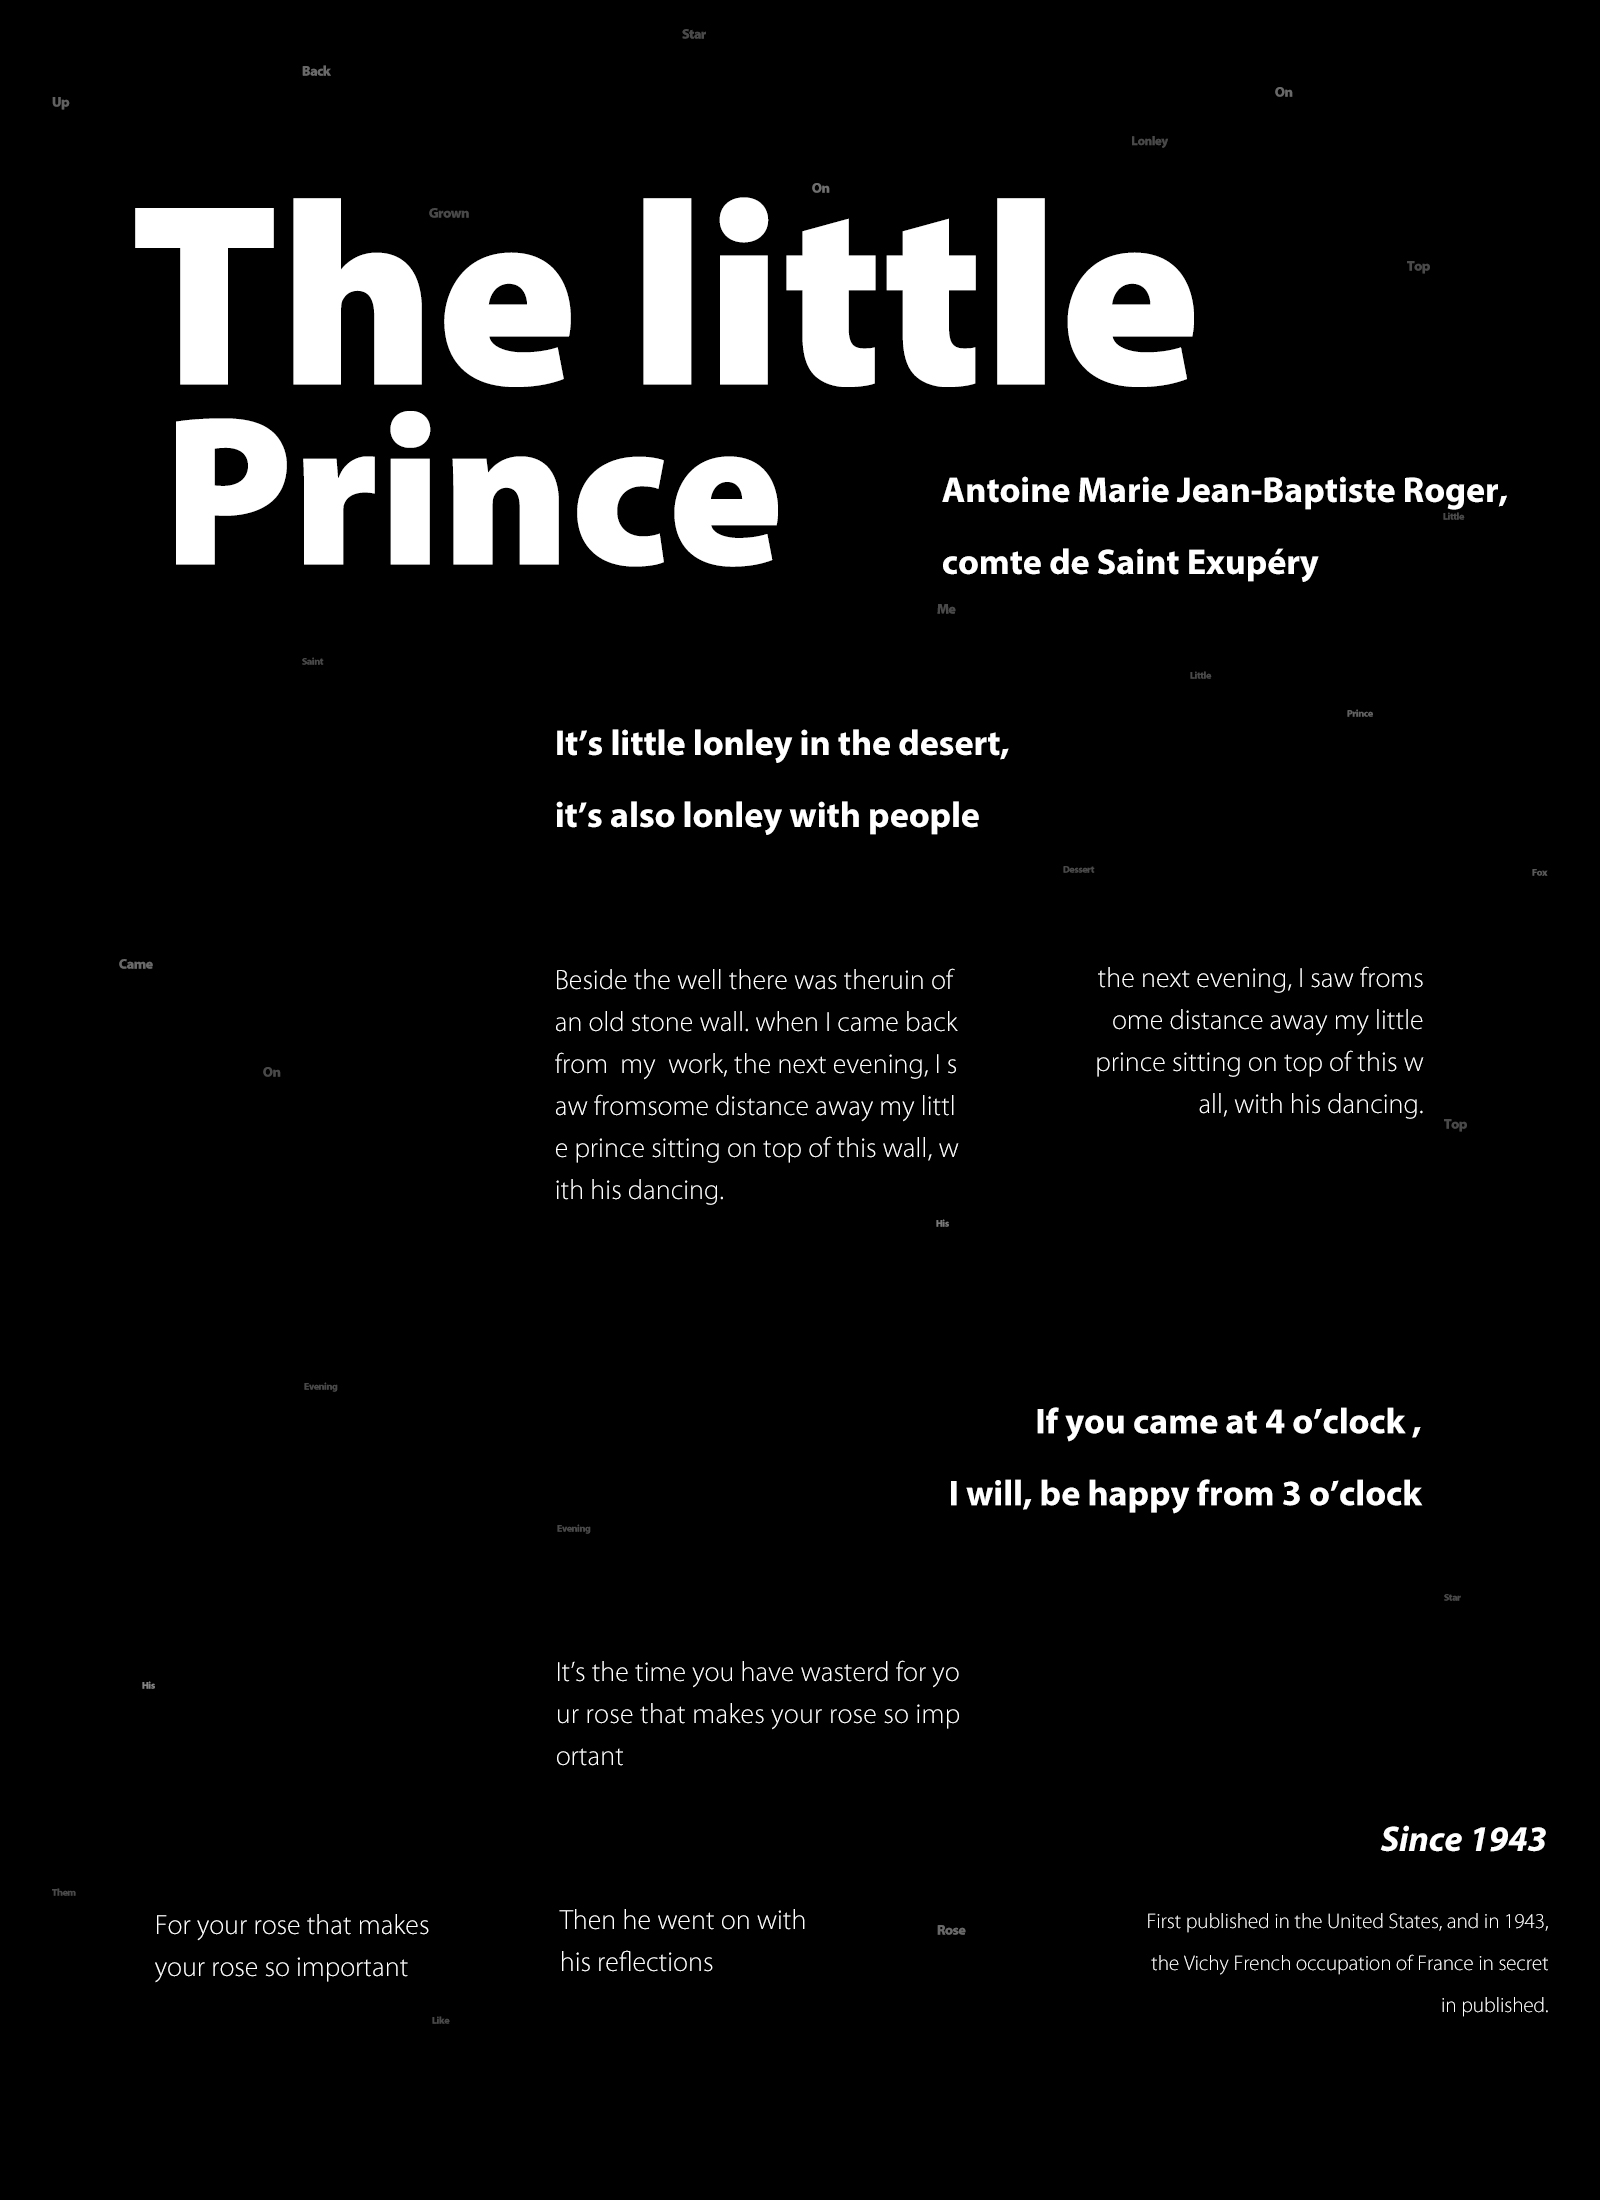 Star
Back
On
Up
Lonley
On
Grown
The little
Top
Prince
Antoine Marie Jean-Baptiste Roger,
Little
comte de Saint Exupéry
Me
Saint
Little
Prince
It’s little lonley in the desert,
it’s also lonley with people
Dessert
Fox
Came
On
Beside the well there was theruin of
an old stone wall. when I came back
from  my  work, the next evening, I s
aw fromsome distance away my littl
e prince sitting on top of this wall, w
ith his dancing.
the next evening, I saw froms
ome distance away my little
prince sitting on top of this w
all, with his dancing.
Top
His
Evening
If you came at 4 o’clock ,
I will, be happy from 3 o’clock
Evening
Star
His
It’s the time you have wasterd for yo
ur rose that makes your rose so imp
ortant
Since 1943
Them
For your rose that makes
your rose so important
Then he went on with
his reflections
Rose
First published in the United States, and in 1943,
the Vichy French occupation of France in secret
in published.
Like